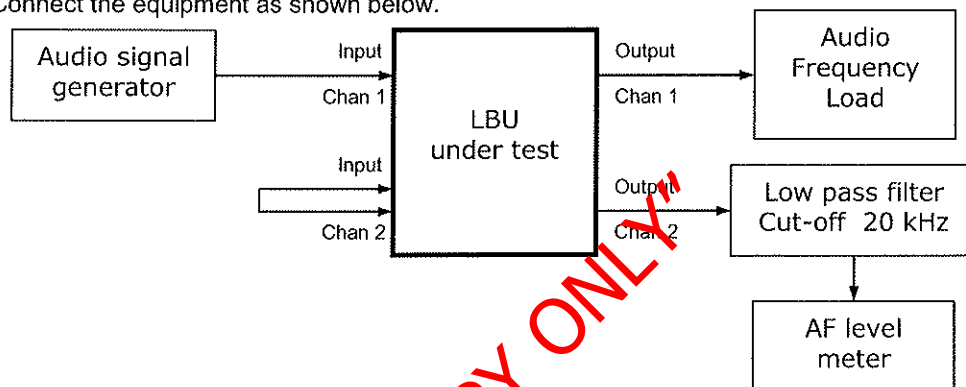 Connect the equipment as shown below.
Audio signal
generator
Input
Chan 1
Input
Chan 2
LBU
under test
Output
Chan 1
Output
Chan 2
Audio
Frequency
Load
Low pass filter
Cut-off 20 kHz
AF level
meter
ONLY"